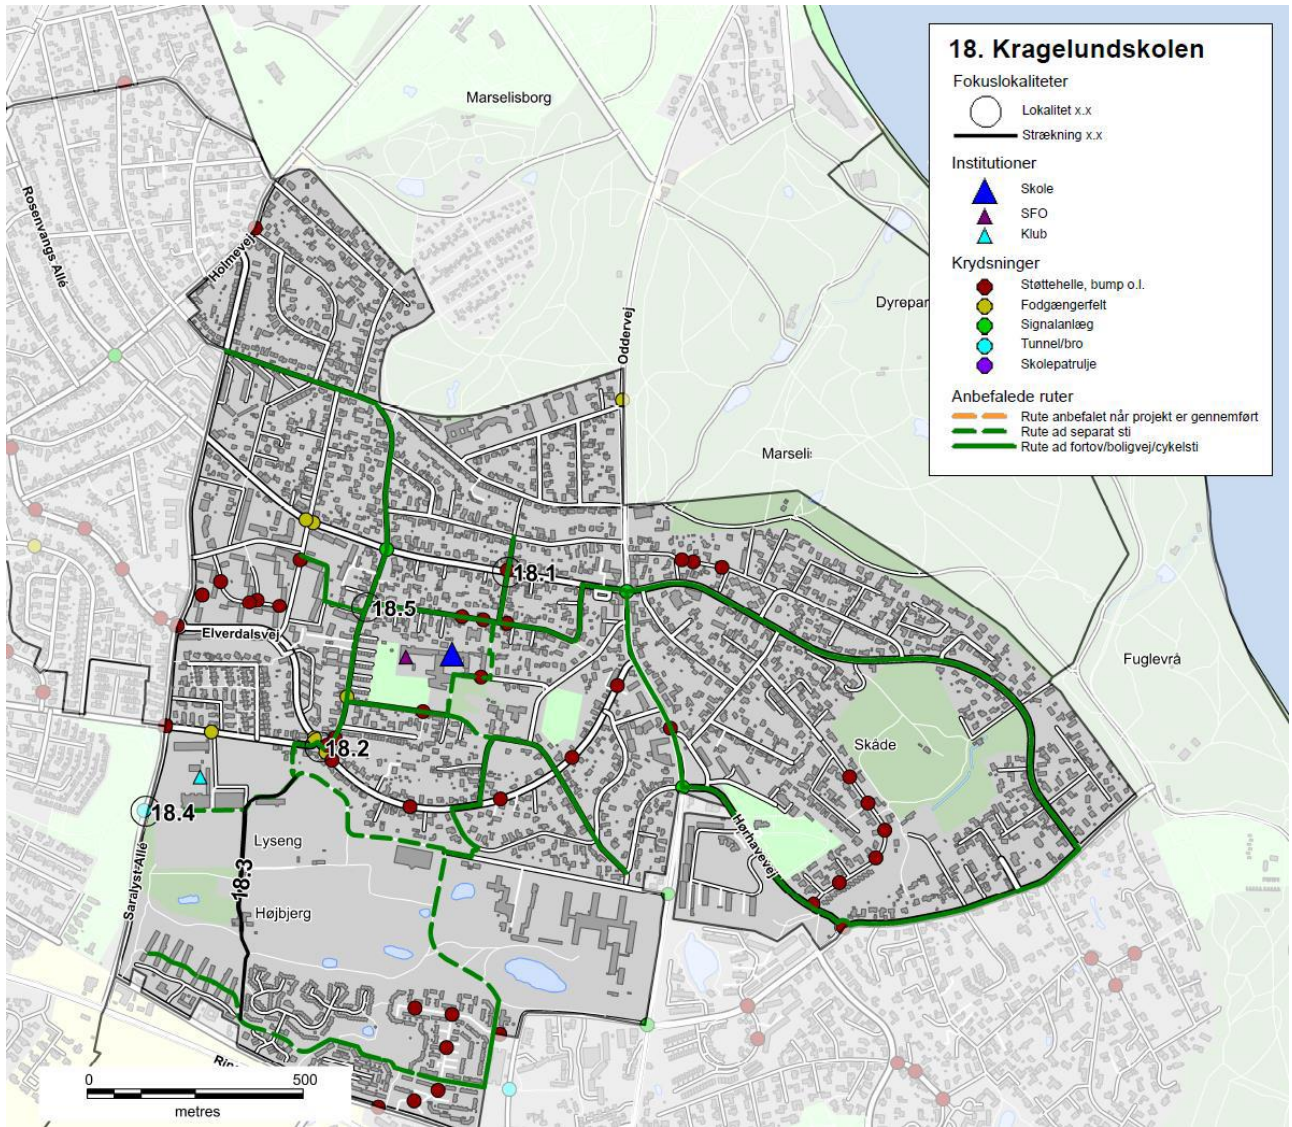 18. Kragelundskolen
Fokuslokaliteter
Lokalitet x.x
Strækning x.x
Institutioner
Skole
SFO
Klub
Krydsninger
Støttehelle, bump o.l.
Fodgængerfelt
Signalanlæg
Tunnel/bro
Skolepatrulje
Anbefalede ruter
Rute anbefalet når projekt er gennemført
Rute ad separat sti
Rute ad fortov/boligvej/cykelsti
Marselisborg
Rosenvangs Allé
Holmevej
Oddervej
Dyrepar
Marseli
18.1
18.5
Elverdalsvej
Fuglevrå
18.2
Skåde
18.4
Lyseng
Hørhavevej
18.3
Saralyst Allé
Højbjerg
0 500
metres